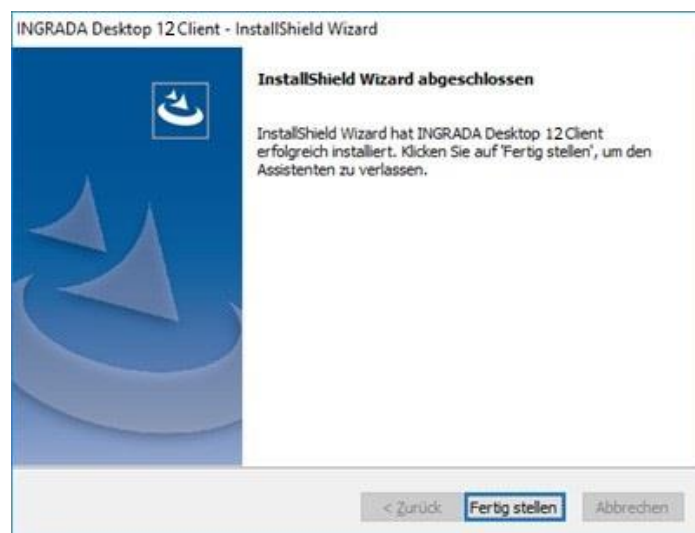 INGRADA Desktop 12 Client - InstallShield Wizard
InstallShield Wizard abgeschlossen
InstallShield Wizard hat INGRADA Desktop 12 Client
erfolgreich installiert. Klicken Sie auf 'Fertig stellen', um den
Assistenten zu verlassen.
< Zurück Fertig stellen Abbrechen